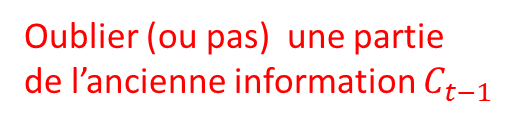 Oublier (ou pas) une partie
de l’ancienne information $C_{t-1}$